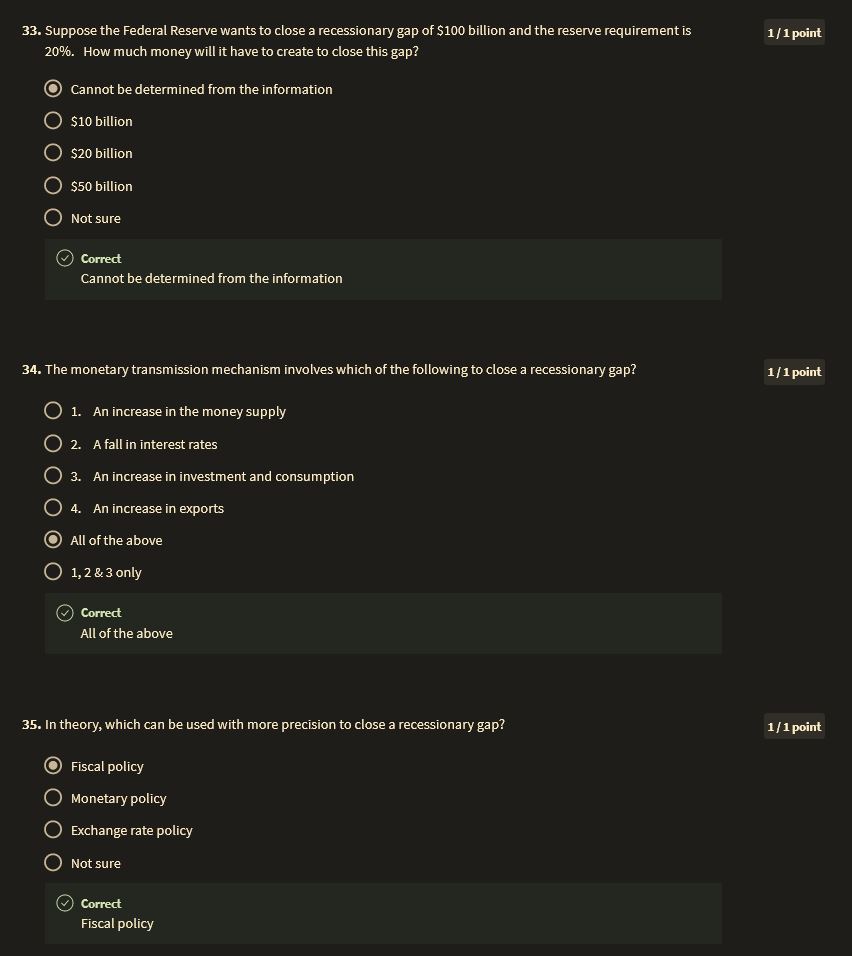 33. Suppose the Federal Reserve wants to close a recessionary gap of $100 billion and the reserve requirement is
1 / 1 point
20%. How much money will it have to create to close this gap?
Cannot be determined from the information
$10 billion
$20 billion
$50 billion
Not sure
Correct
Cannot be determined from the information
34. The monetary transmission mechanism involves which of the following to close a recessionary gap?
1 / 1 point
1. An increase in the money supply
2. A fall in interest rates
3. An increase in investment and consumption
4. An increase in exports
All of the above
1, 2 & 3 only
Correct
All of the above
35. In theory, which can be used with more precision to close a recessionary gap?
1 / 1 point
Fiscal policy
Monetary policy
Exchange rate policy
Not sure
Correct
Fiscal policy